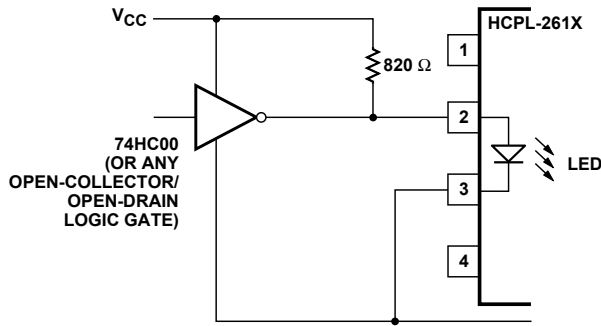 VCC
HCPL-261X
1
820 Ω
2
74HC00
(OR ANY
OPEN-COLLECTOR/
OPEN-DRAIN
LOGIC GATE)
LED
3
4